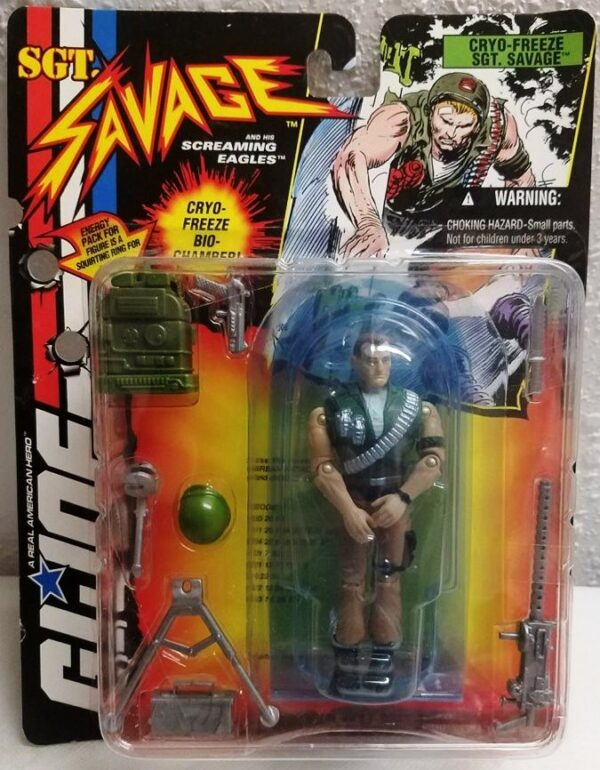 SGT.
SAVAGE™
AND HIS
SCREAMING
EAGLES™
CRYO-FREEZE
SGT. SAVAGE™
WARNING:
CHOKING HAZARD-Small parts.
Not for children under 3 years.
CRYO-
FREEZE
BIO-
CHAMBER!
ENERGY
PACK FOR
FIGURE IS A
SQUIRTING RING FOR
A REAL AMERICAN HERO
G.I. JOE